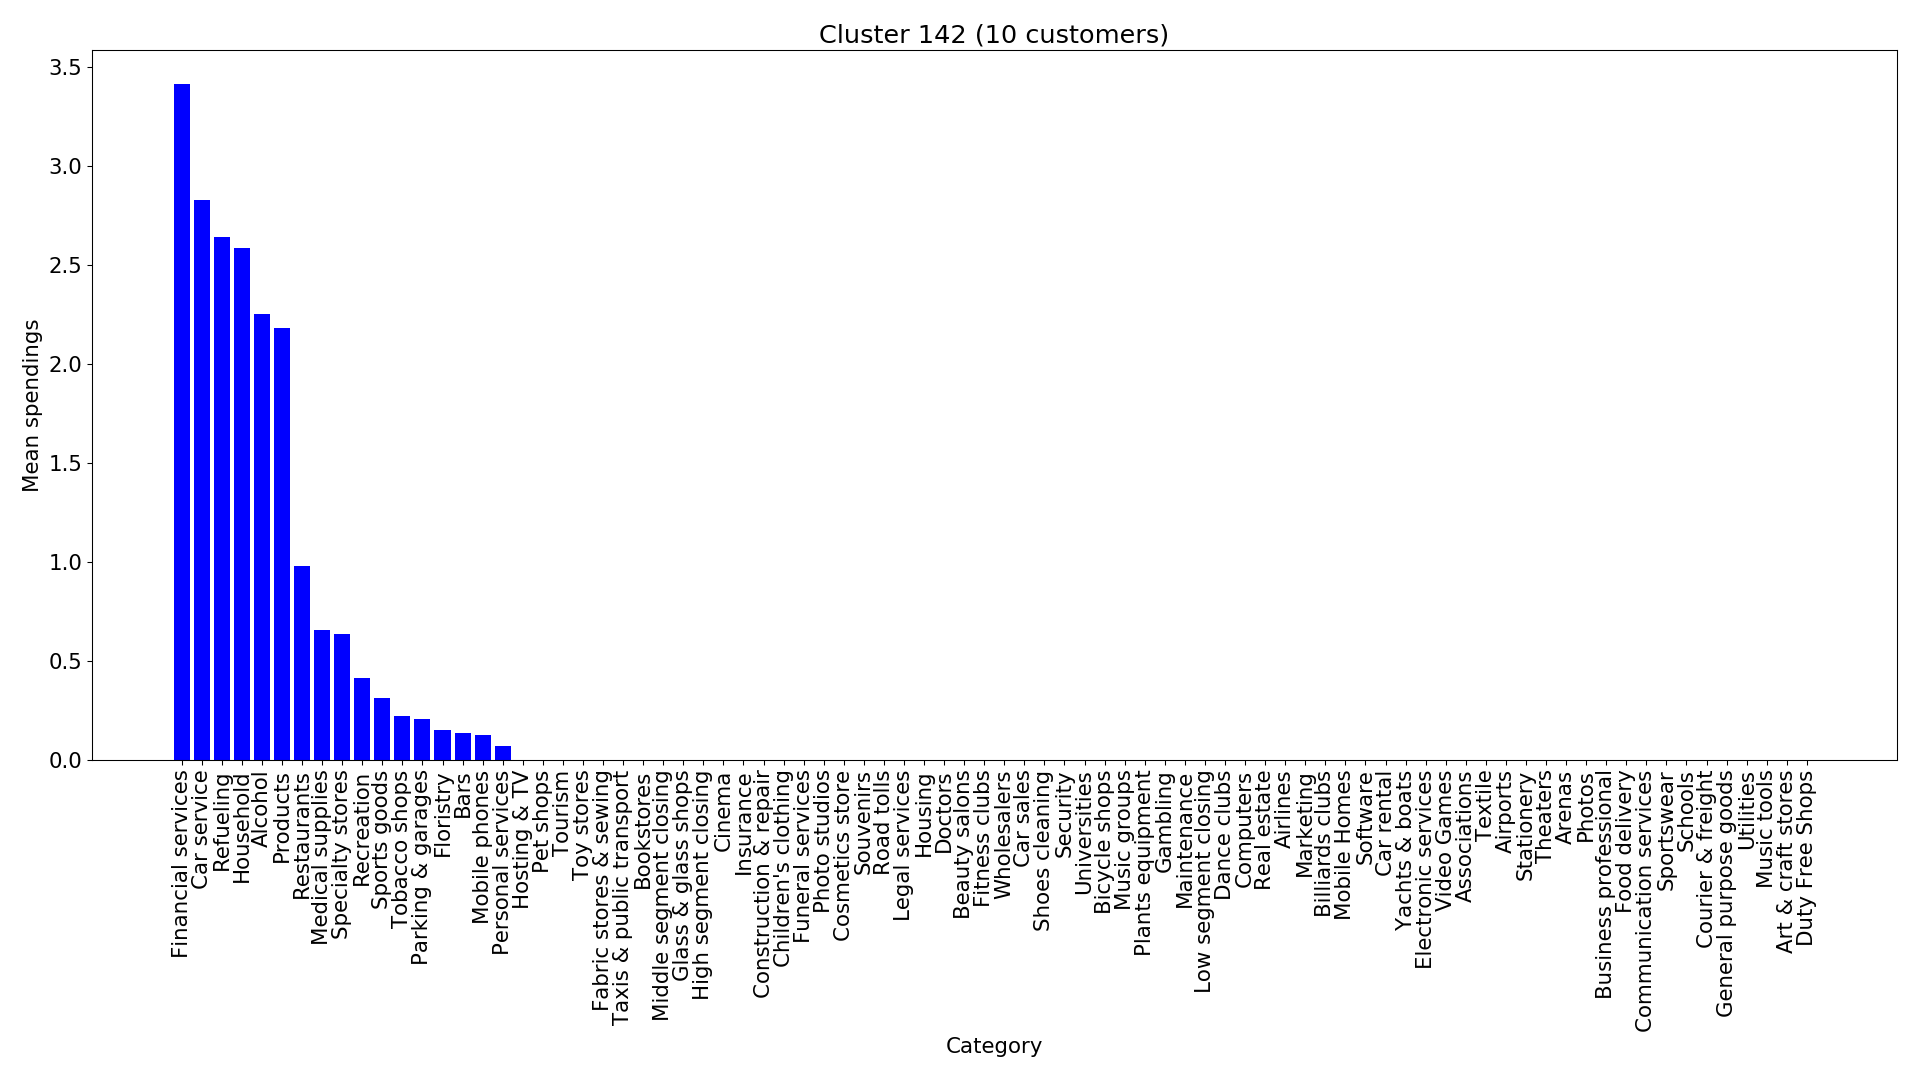 Cluster 142 (10 customers)
3.5
3.0
2.5
2.0
1.5
1.0
0.5
0.0
Mean spendings
Financial services
Car service
Refueling
Household
Alcohol
Products
Restaurants
Medical supplies
Specialty stores
Recreation
Sports goods
Tobacco shops
Parking & garages
Floristry
Bars
Mobile phones
Personal services
Hosting & TV
Pet shops
Tourism
Toy stores
Fabric stores & sewing
Taxis & public transport
Bookstores
Middle segment closing
Glass & glass shops
High segment closing
Cinema
Insurance
Construction & repair
Children's clothing
Funeral services
Photo studios
Cosmetics store
Souvenirs
Road tolls
Legal services
Housing
Doctors
Beauty salons
Fitness clubs
Wholesalers
Car sales
Shoes cleaning
Security
Universities
Bicycle shops
Music groups
Plants equipment
Gambling
Maintenance
Low segment closing
Dance clubs
Computers
Real estate
Airlines
Marketing
Billiards clubs
Mobile Homes
Software
Car rental
Yachts & boats
Electronic services
Video Games
Associations
Textile
Airports
Stationery
Theaters
Arenas
Photos
Business professional
Food delivery
Communication services
Sportswear
Schools
Courier & freight
General purpose goods
Utilities
Music tools
Art & craft stores
Duty Free Shops
Category